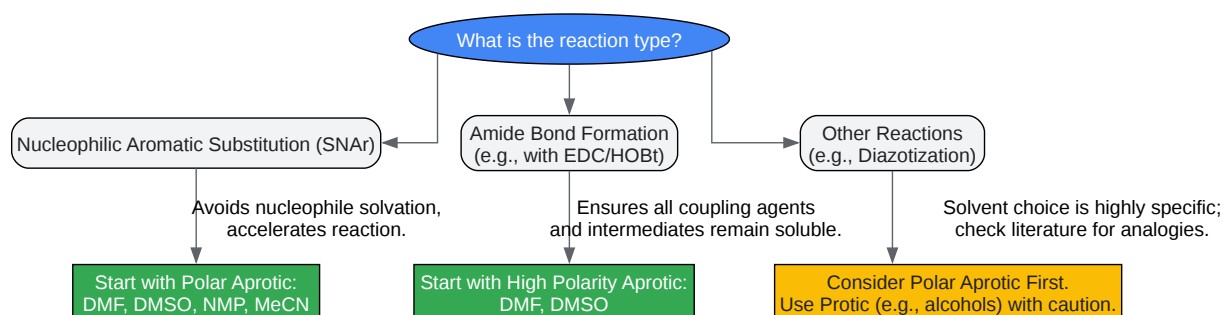 What is the reaction type?
Nucleophilic Aromatic Substitution (SNAr)
Amide Bond Formation
(e.g., with EDC/HOBt)
Other Reactions
(e.g., Diazotization)
Avoids nucleophile solvation,
accelerates reaction.
Ensures all coupling agents
and intermediates remain soluble.
Solvent choice is highly specific;
check literature for analogies.
Start with Polar Aprotic:
DMF, DMSO, NMP, MeCN
Start with High Polarity Aprotic:
DMF, DMSO
Consider Polar Aprotic First.
Use Protic (e.g., alcohols) with caution.